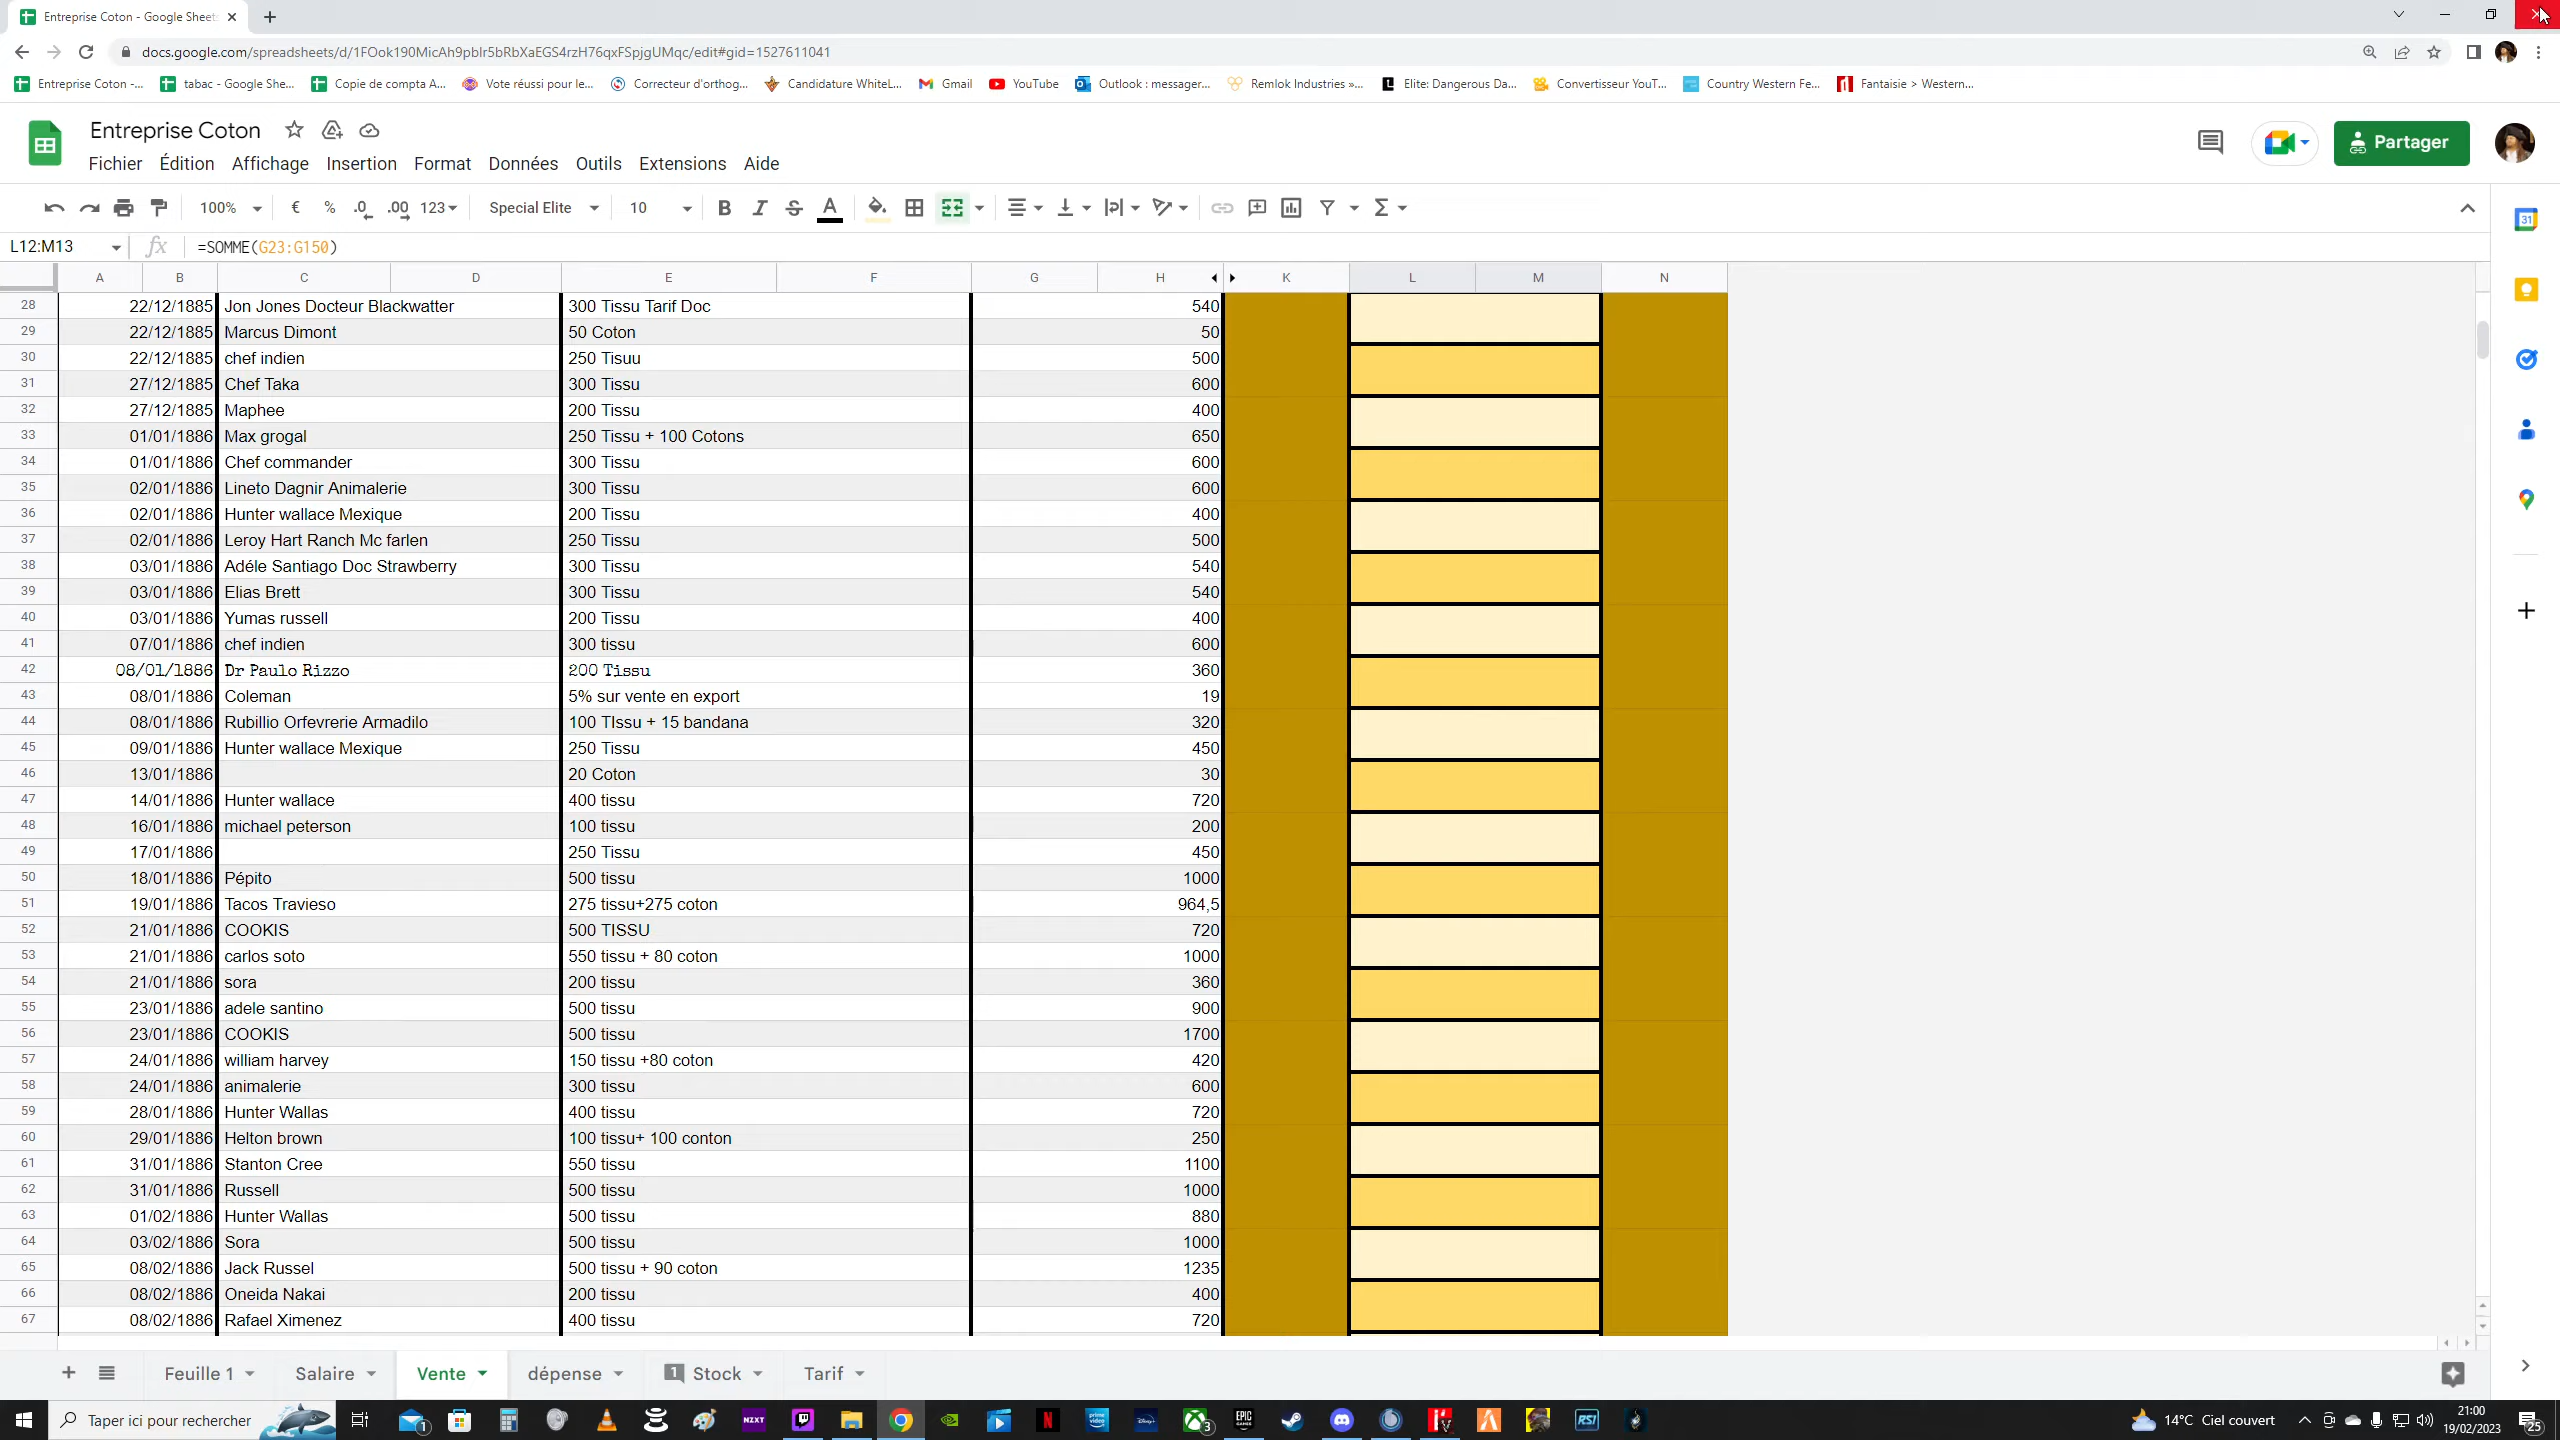 Entreprise Coton - Google Sheets
docs.google.com/spreadsheets/d/1FOok190MicAh9pbIr5bRbXaEGS4rzH76qxFSpjgUMqc/edit#gid=1527611041
Entreprise Coton -... tabac - Google She... Copie de compta A... Vote réussi pour le... Correcteur d'orthog... Candidature WhiteL... Gmail YouTube Outlook : messager... Remlok Industries »... Elite: Dangerous Da... Convertisseur YouT... Country Western Fe... Fantaisie > Western...
Entreprise Coton
Partager
Fichier Édition Affichage Insertion Format Données Outils Extensions Aide
100% € % .0 .00 123 Special Elite 10 B I S A
L12:M13 fx =SOMME(G23:G150)
A B C D E F G H K L M N
28 22/12/1885 Jon Jones Docteur Blackwatter 300 Tissu Tarif Doc 540
29 22/12/1885 Marcus Dimont 50 Coton 50
30 22/12/1885 chef indien 250 Tisuu 500
31 27/12/1885 Chef Taka 300 Tissu 600
32 27/12/1885 Maphee 200 Tissu 400
33 01/01/1886 Max grogal 250 Tissu + 100 Cotons 650
34 01/01/1886 Chef commander 300 Tissu 600
35 02/01/1886 Lineto Dagnir Animalerie 300 Tissu 600
36 02/01/1886 Hunter wallace Mexique 200 Tissu 400
37 02/01/1886 Leroy Hart Ranch Mc farlen 250 Tissu 500
38 03/01/1886 Adéle Santiago Doc Strawberry 300 Tissu 540
39 03/01/1886 Elias Brett 300 Tissu 540
40 03/01/1886 Yumas russell 200 Tissu 400
41 07/01/1886 chef indien 300 tissu 600
42 08/01/1886 Dr Paulo Rizzo 200 Tissu 360
43 08/01/1886 Coleman 5% sur vente en export 19
44 08/01/1886 Rubillio Orfevrerie Armadilo 100 TIssu + 15 bandana 320
45 09/01/1886 Hunter wallace Mexique 250 Tissu 450
46 13/01/1886 20 Coton 30
47 14/01/1886 Hunter wallace 400 tissu 720
48 16/01/1886 michael peterson 100 tissu 200
49 17/01/1886 250 Tissu 450
50 18/01/1886 Pépito 500 tissu 1000
51 19/01/1886 Tacos Travieso 275 tissu+275 coton 964,5
52 21/01/1886 COOKIS 500 TISSU 720
53 21/01/1886 carlos soto 550 tissu + 80 coton 1000
54 21/01/1886 sora 200 tissu 360
55 23/01/1886 adele santino 500 tissu 900
56 23/01/1886 COOKIS 500 tissu 1700
57 24/01/1886 william harvey 150 tissu +80 coton 420
58 24/01/1886 animalerie 300 tissu 600
59 28/01/1886 Hunter Wallas 400 tissu 720
60 29/01/1886 Helton brown 100 tissu+ 100 conton 250
61 31/01/1886 Stanton Cree 550 tissu 1100
62 31/01/1886 Russell 500 tissu 1000
63 01/02/1886 Hunter Wallas 500 tissu 880
64 03/02/1886 Sora 500 tissu 1000
65 08/02/1886 Jack Russel 500 tissu + 90 coton 1235
66 08/02/1886 Oneida Nakai 200 tissu 400
67 08/02/1886 Rafael Ximenez 400 tissu 720
Feuille 1 Salaire Vente dépense 1 Stock Tarif
Taper ici pour rechercher 14°C Ciel couvert 21:00
19/02/2023